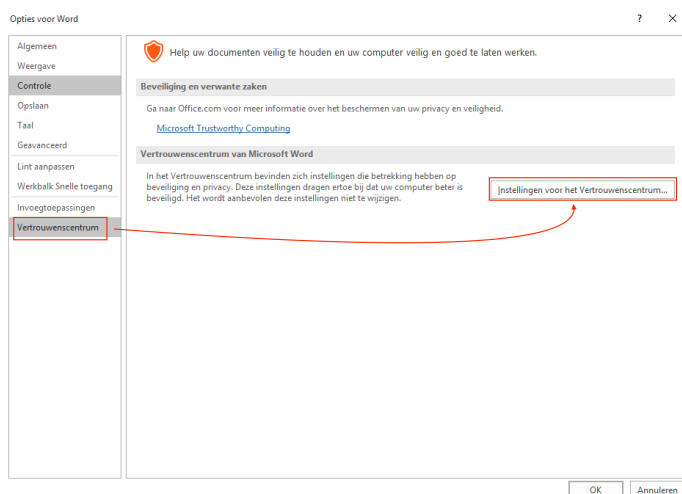 Opties voor Word
?
Algemeen
Weergave
Controle
Opslaan
Taal
Geavanceerd
Lint aanpassen
Werkbalk Snelle toegang
Invoegtoepassingen
Vertrouwenscentrum
Help uw documenten veilig te houden en uw computer veilig en goed te laten werken.
Beveiliging en verwante zaken
Ga naar Office.com voor meer informatie over het beschermen van uw privacy en veiligheid.
Microsoft Trustworthy Computing
Vertrouwenscentrum van Microsoft Word
In het Vertrouwenscentrum bevinden zich instellingen die betrekking hebben op
beveiliging en privacy. Deze instellingen dragen ertoe bij dat uw computer beter is
beveiligd. Het wordt aanbevolen deze instellingen niet te wijzigen.
Instellingen voor het Vertrouwenscentrum...
OK
Annuleren